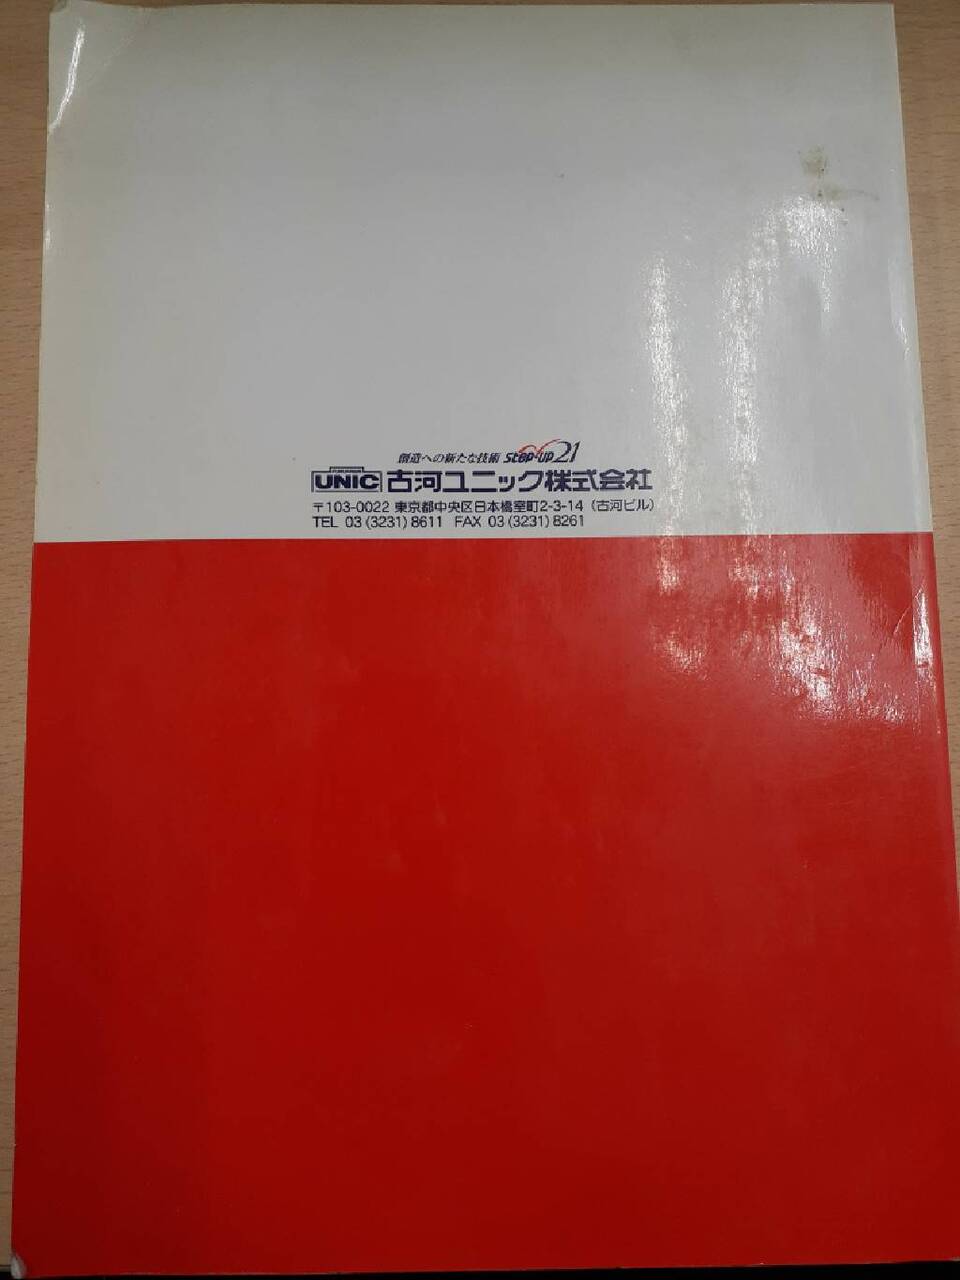 創造への新たな技術 Step-up21
UNIC 古河ユニック株式会社
〒103-0022 東京都中央区日本橋室町2-3-14（古河ビル）
TEL 03(3231)8611 FAX 03(3231)8261